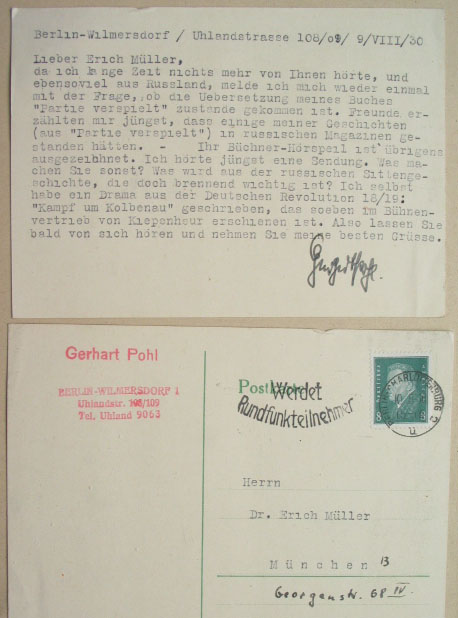 Berlin-Wilmersdorf / Uhlandstrasse 108/09/ 9/VIII/30
Lieber Erich Müller,
da ich lange Zeit nichts mehr von Ihnen hörte, und
ebensoviel aus Russland, melde ich mich wieder einmal
mit der Frage, ob die Uebersetzung meines Buches
"Partie verspielt" zustande gekommen ist. Freunde er-
zählten mir jüngst, dass einige meiner Geschichten
(aus "Partie verspielt") in russischen Magazinen ge-
standen hätten. - Ihr Büchner-Hörspeil ist übrigens
ausgezeihnet. Ich hörte jüngst eine Sendung. Was ma-
chen Sie sonst? Was wird aus der russischen Sittenge-
schichte, die doch brennend wichtig ist? Ich selbst
habe ein Drama aus der Deutschen Revolution 18/19:
"Kampf um Kolbenau" geschrieben, das soeben im Bühnen-
vertrieb von Kiepenheuer erschienen ist. Also lassen Sie
bald von sich hören und nehmen Sie meine besten Grüsse.
Gerhart Pohl.
Gerhart Pohl
BERLIN-WILMERSDORF 1
Uhlandstr. 108/109
Tel. Uhland 9063
Postkarte
Werdet
Rundfunkteilnehmer
CHARLOTTENBURG
Herrn
Dr. Erich Müller
München 13
Georgenstr. 68 IV.